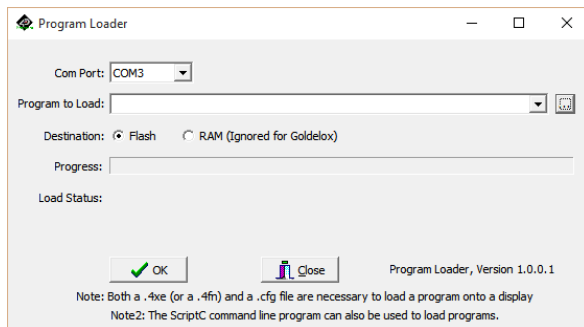 Program Loader
Com Port: COM3
Program to Load:
Destination: Flash RAM (Ignored for Goldelox)
Progress:
Load Status:
OK Close Program Loader, Version 1.0.0.1
Note: Both a .4xe (or a .4fn) and a .cfg file are necessary to load a program onto a display
Note2: The ScriptC command line program can also be used to load programs.